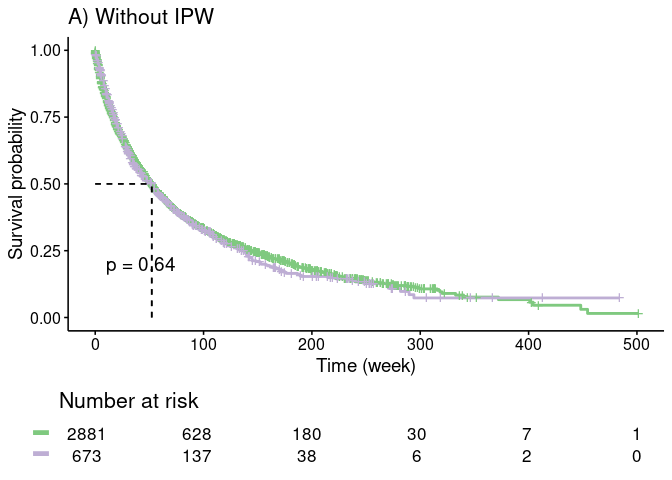 A) Without IPW
Survival probability
1.00
0.75
0.50
0.25
0.00
p = 0.64
0 100 200 300 400 500
Time (week)
Number at risk
2881 628 180 30 7 1
673 137 38 6 2 0